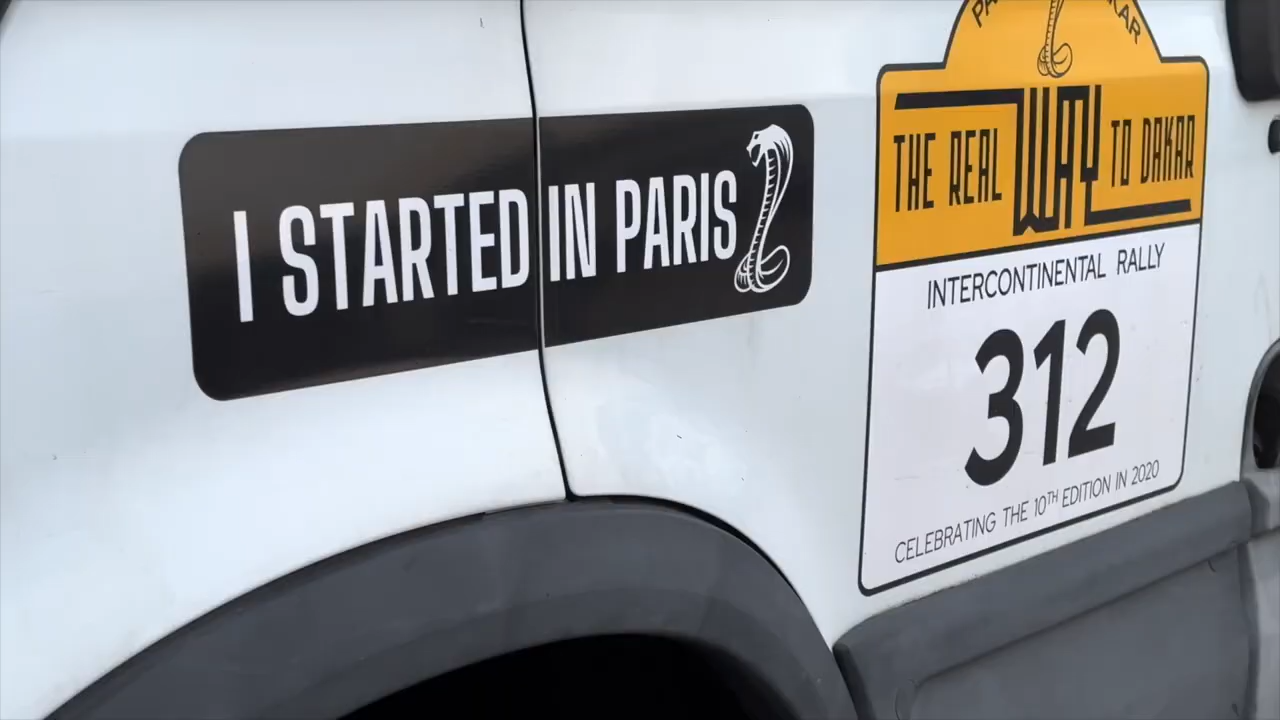 I STARTED IN PARIS
THE REAL WAY TO DAKAR
INTERCONTINENTAL RALLY
312
CELEBRATING THE 10TH EDITION IN 2020